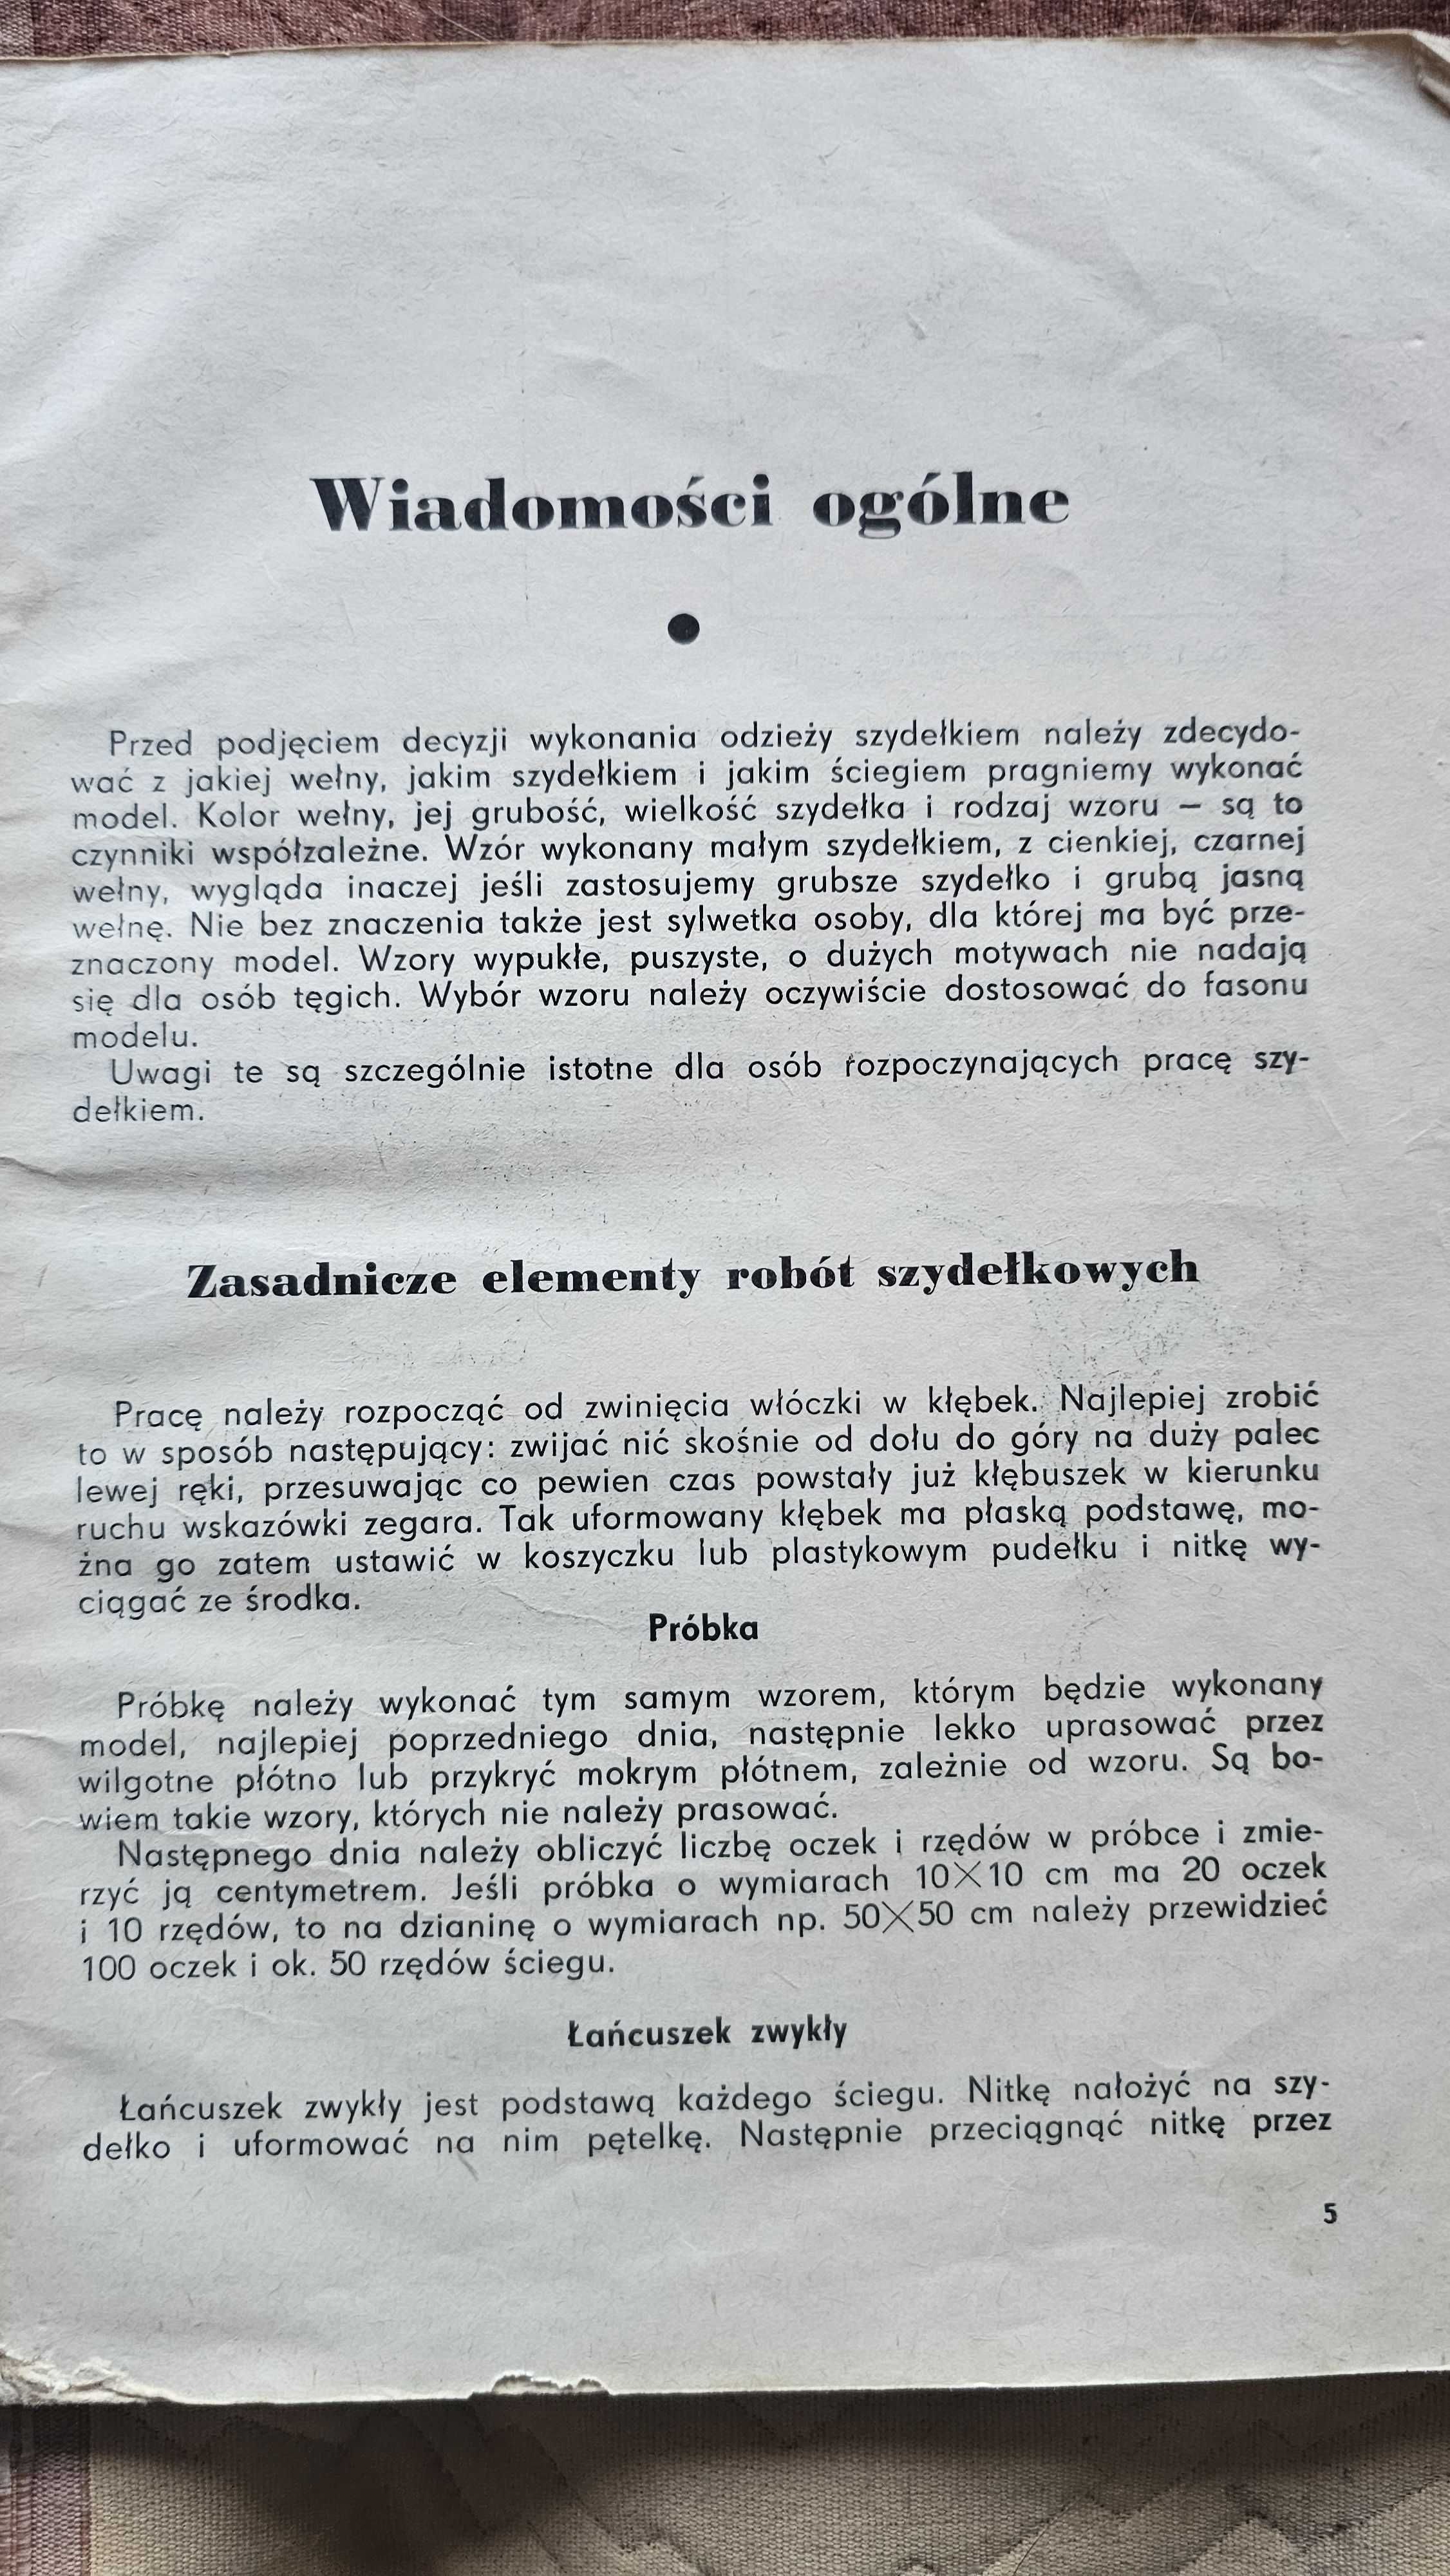 Wiadomości ogólne
Przed podjęciem decyzji wykonania odzieży szydełkiem należy zdecydo-
wać z jakiej wełny, jakim szydełkiem i jakim ściegiem pragniemy wykonać
model. Kolor wełny, jej grubość, wielkość szydełka i rodzaj wzoru — są to
czynniki współzależne. Wzór wykonany małym szydełkiem, z cienkiej, czarnej
wełny, wygląda inaczej jeśli zastosujemy grubsze szydełko i grubą jasną
wełnę. Nie bez znaczenia także jest sylwetka osoby, dla której ma być prze-
znaczony model. Wzory wypukłe, puszyste, o dużych motywach nie nadają
się dla osób tęgich. Wybór wzoru należy oczywiście dostosować do fasonu
modelu.
Uwagi te są szczególnie istotne dla osób rozpoczynających pracę szy-
dełkiem.
Zasadnicze elementy robót szydełkowych
Pracę należy rozpocząć od zwinięcia włóczki w kłębek. Najlepiej zrobić
to w sposób następujący: zwijać nić skośnie od dołu do góry na duży palec
lewej ręki, przesuwając co pewien czas powstały już kłębuszek w kierunku
ruchu wskazówki zegara. Tak uformowany kłębek ma płaską podstawę, mo-
żna go zatem ustawić w koszyczku lub plastykowym pudełku i nitkę wy-
ciągać ze środka.
Próbka
Próbkę należy wykonać tym samym wzorem, którym będzie wykonany
model, najlepiej poprzedniego dnia, następnie lekko uprasować przez
wilgotne płótno lub przykryć mokrym płótnem, zależnie od wzoru. Są bo-
wiem takie wzory, których nie należy prasować.
Następnego dnia należy obliczyć liczbę oczek i rzędów w próbce i zmie-
rzyć ją centymetrem. Jeśli próbka o wymiarach 10×10 cm ma 20 oczek
i 10 rzędów, to na dzianinę o wymiarach np. 50×50 cm należy przewidzieć
100 oczek i ok. 50 rzędów ściegu.
Łańcuszek zwykły
Łańcuszek zwykły jest podstawą każdego ściegu. Nitkę nałożyć na szy-
dełko i uformować na nim pętelkę. Następnie przeciągnąć nitkę przez
5